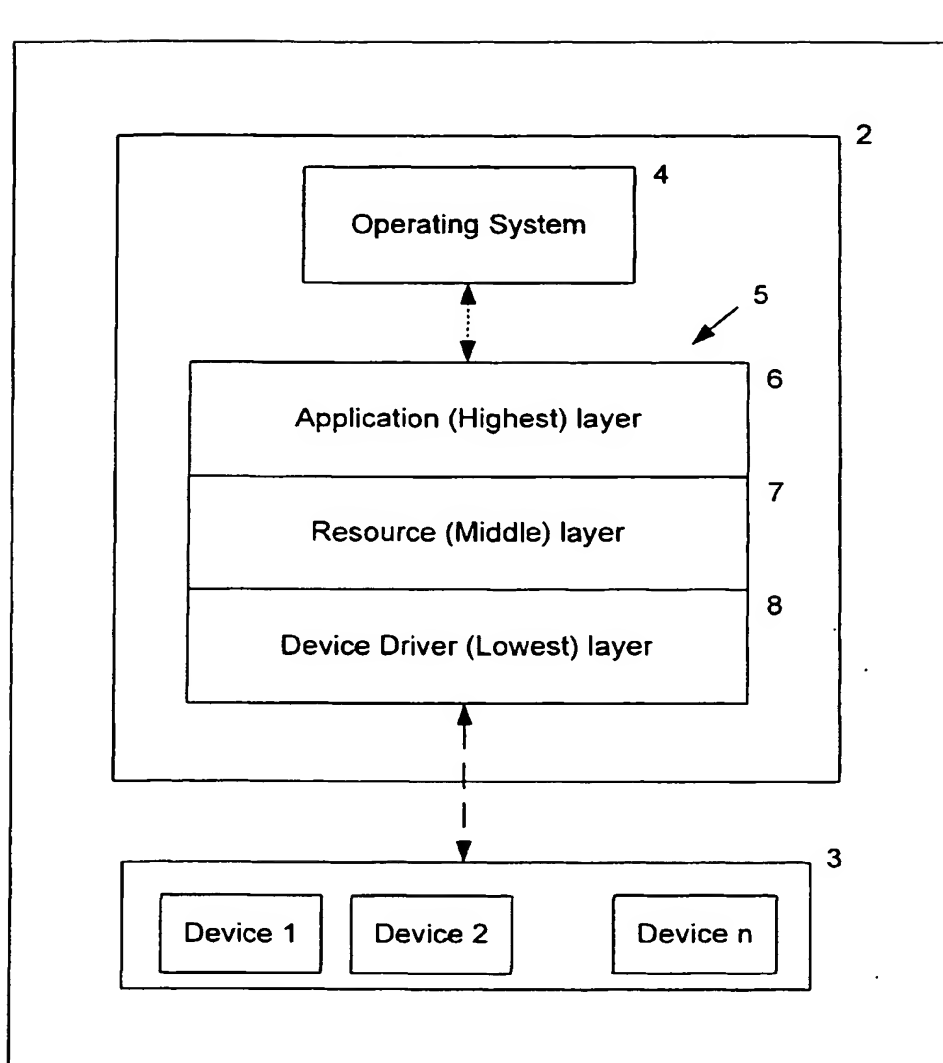 2
4
Operating System
5
6
Application (Highest) layer
7
Resource (Middle) layer
8
Device Driver (Lowest) layer
3
Device 1 Device 2 Device n